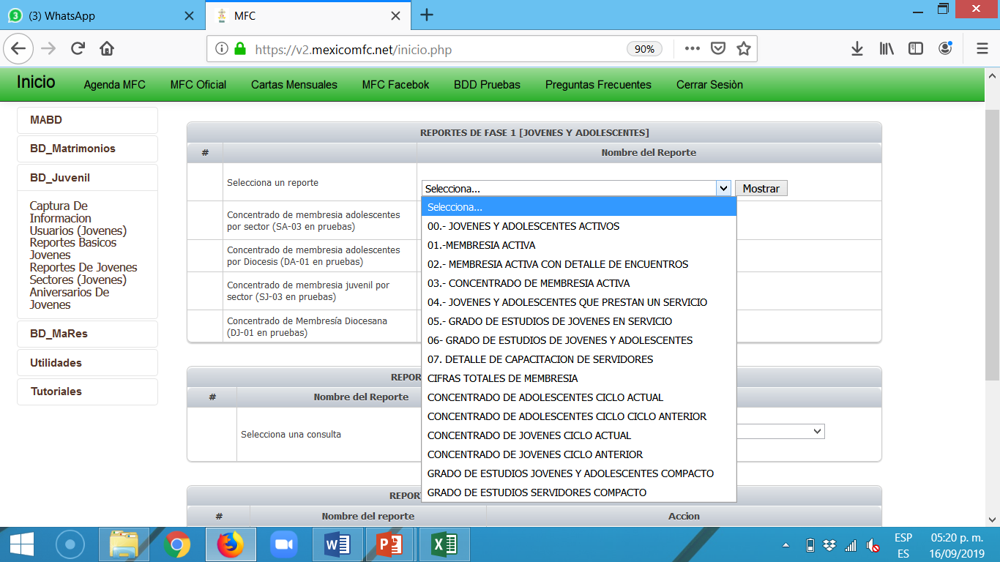 (3) WhatsApp
MFC
https://v2.mexicomfc.net/inicio.php
90%
Inicio
Agenda MFC
MFC Oficial
Cartas Mensuales
MFC Facebok
BDD Pruebas
Preguntas Frecuentes
Cerrar Sesiòn
MABD
BD_Matrimonios
BD_Juvenil
Captura De
Informacion
Usuarios (Jovenes)
Reportes Basicos
Jovenes
Reportes De Jovenes
Sectores (Jovenes)
Aniversarios De
Jovenes
BD_MaRes
Utilidades
Tutoriales
REPORTES DE FASE 1 [JOVENES Y ADOLESCENTES]
#
Nombre del Reporte
Selecciona un reporte
Selecciona...
Mostrar
Concentrado de membresia adolescentes
por sector (SA-03 en pruebas)
Concentrado de membresia adolescentes
por Diocesis (DA-01 en pruebas)
Concentrado de membresia juvenil por
sector (SJ-03 en pruebas)
Concentrado de Membresía Diocesana
(DJ-01 en pruebas)
Selecciona...
00.- JOVENES Y ADOLESCENTES ACTIVOS
01.-MEMBRESIA ACTIVA
02.- MEMBRESIA ACTIVA CON DETALLE DE ENCUENTROS
03.- CONCENTRADO DE MEMBRESIA ACTIVA
04.- JOVENES Y ADOLESCENTES QUE PRESTAN UN SERVICIO
05.- GRADO DE ESTUDIOS DE JOVENES EN SERVICIO
06- GRADO DE ESTUDIOS DE JOVENES Y ADOLESCENTES
07. DETALLE DE CAPACITACION DE SERVIDORES
CIFRAS TOTALES DE MEMBRESIA
CONCENTRADO DE ADOLESCENTES CICLO ACTUAL
CONCENTRADO DE ADOLESCENTES CICLO CICLO ANTERIOR
CONCENTRADO DE JOVENES CICLO ACTUAL
CONCENTRADO DE JOVENES CICLO ANTERIOR
GRADO DE ESTUDIOS JOVENES Y ADOLESCENTES COMPACTO
GRADO DE ESTUDIOS SERVIDORES COMPACTO
REPOR
#
Nombre del Reporte
Selecciona una consulta
REPORT
#
Nombre del reporte
Accion
ESP
ES
05:20 p. m.
16/09/2019